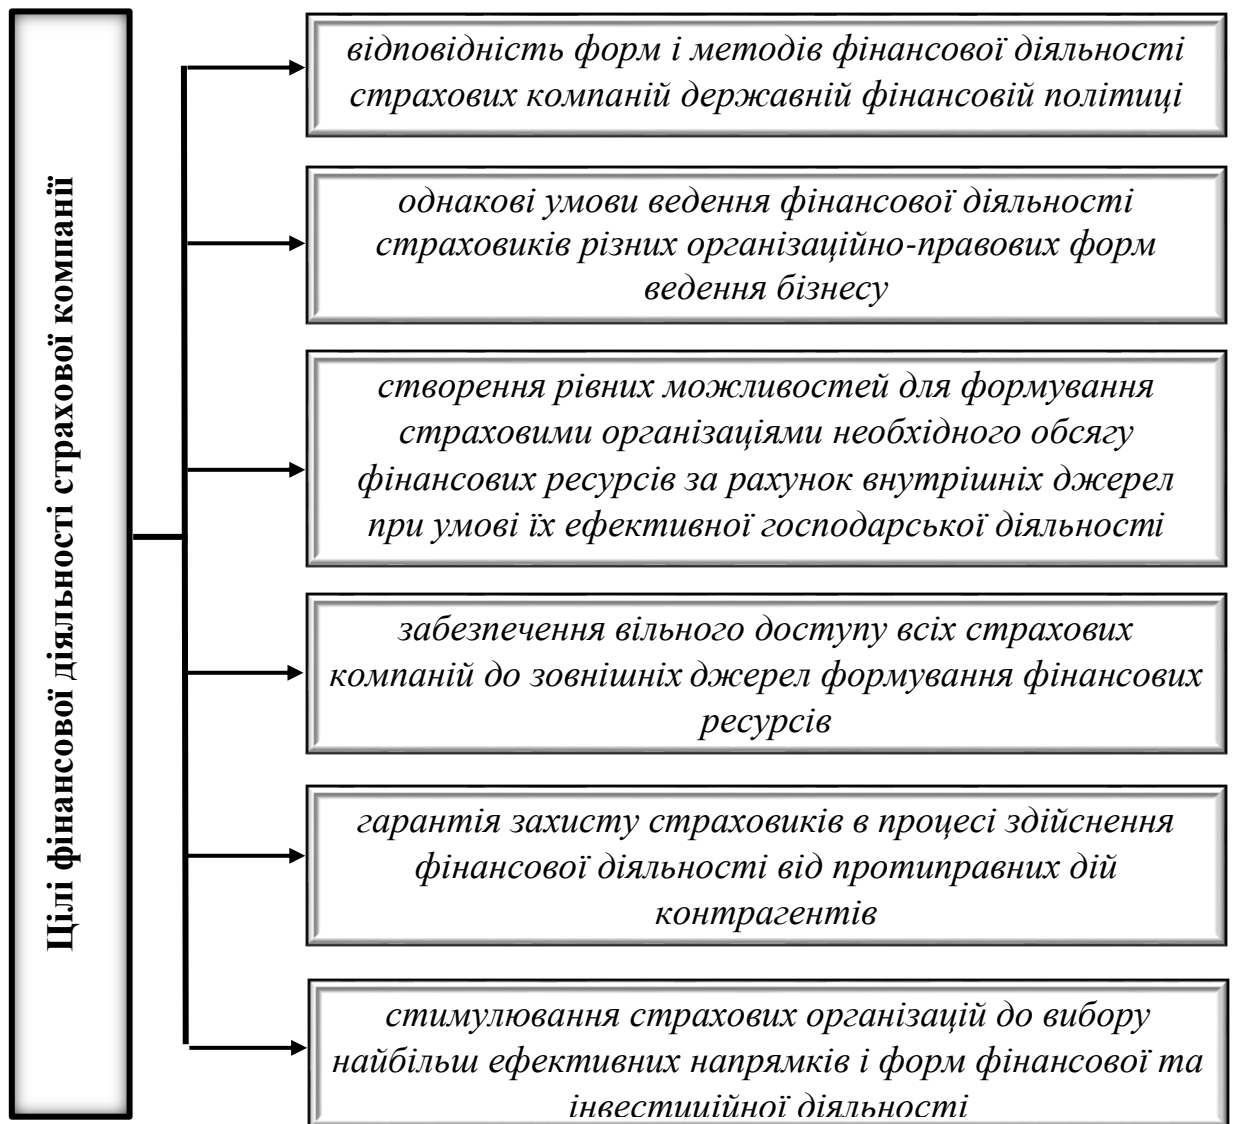 Цілі фінансової діяльності страхової компанії
відповідність форм і методів фінансової діяльності
страхових компаній державній фінансовій політиці
однакові умови ведення фінансової діяльності
страховиків різних організаційно-правових форм
ведення бізнесу
створення рівних можливостей для формування
страховими організаціями необхідного обсягу
фінансових ресурсів за рахунок внутрішніх джерел
при умові їх ефективної господарської діяльності
забезпечення вільного доступу всіх страхових
компаній до зовнішніх джерел формування фінансових
ресурсів
гарантія захисту страховиків в процесі здійснення
фінансової діяльності від протиправних дій
контрагентів
стимулювання страхових організацій до вибору
найбільш ефективних напрямків і форм фінансової та
інвестиційної діяльності